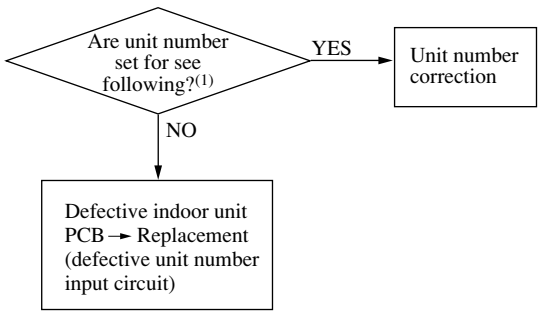 Are unit number
set for see
following?(1)
YES
Unit number
correction
NO
Defective indoor unit
PCB → Replacement
(defective unit number
input circuit)